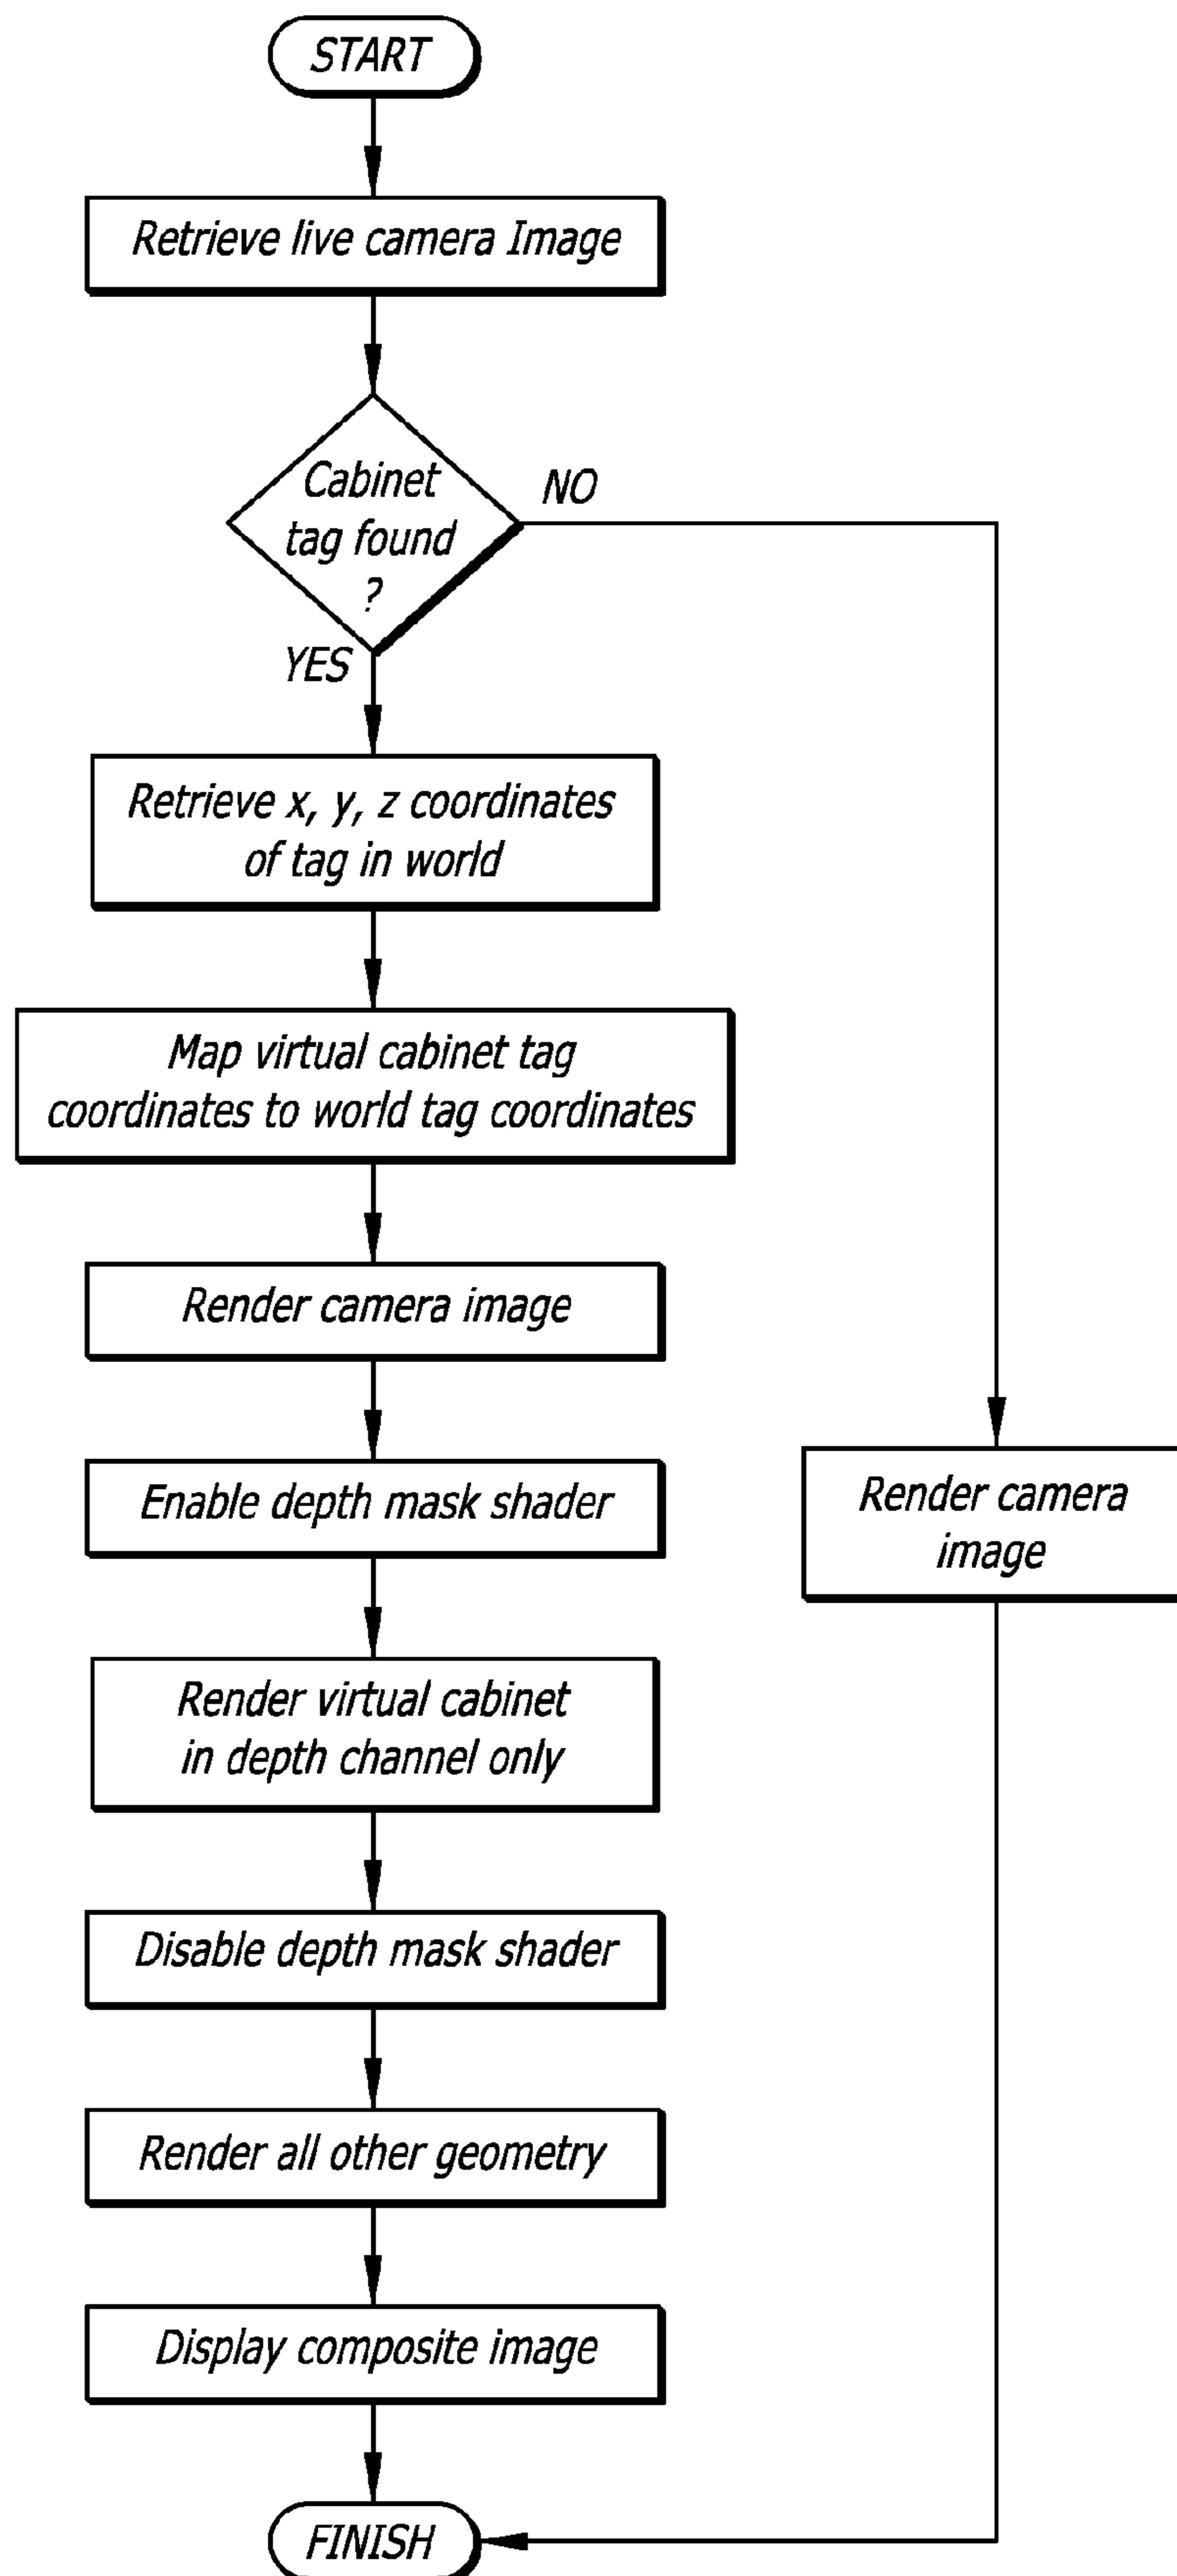 START
Retrieve live camera Image
Cabinet
tag found
?
NO
YES
Retrieve x, y, z coordinates
of tag in world
Map virtual cabinet tag
coordinates to world tag coordinates
Render camera image
Enable depth mask shader
Render camera
image
Render virtual cabinet
in depth channel only
Disable depth mask shader
Render all other geometry
Display composite image
FINISH